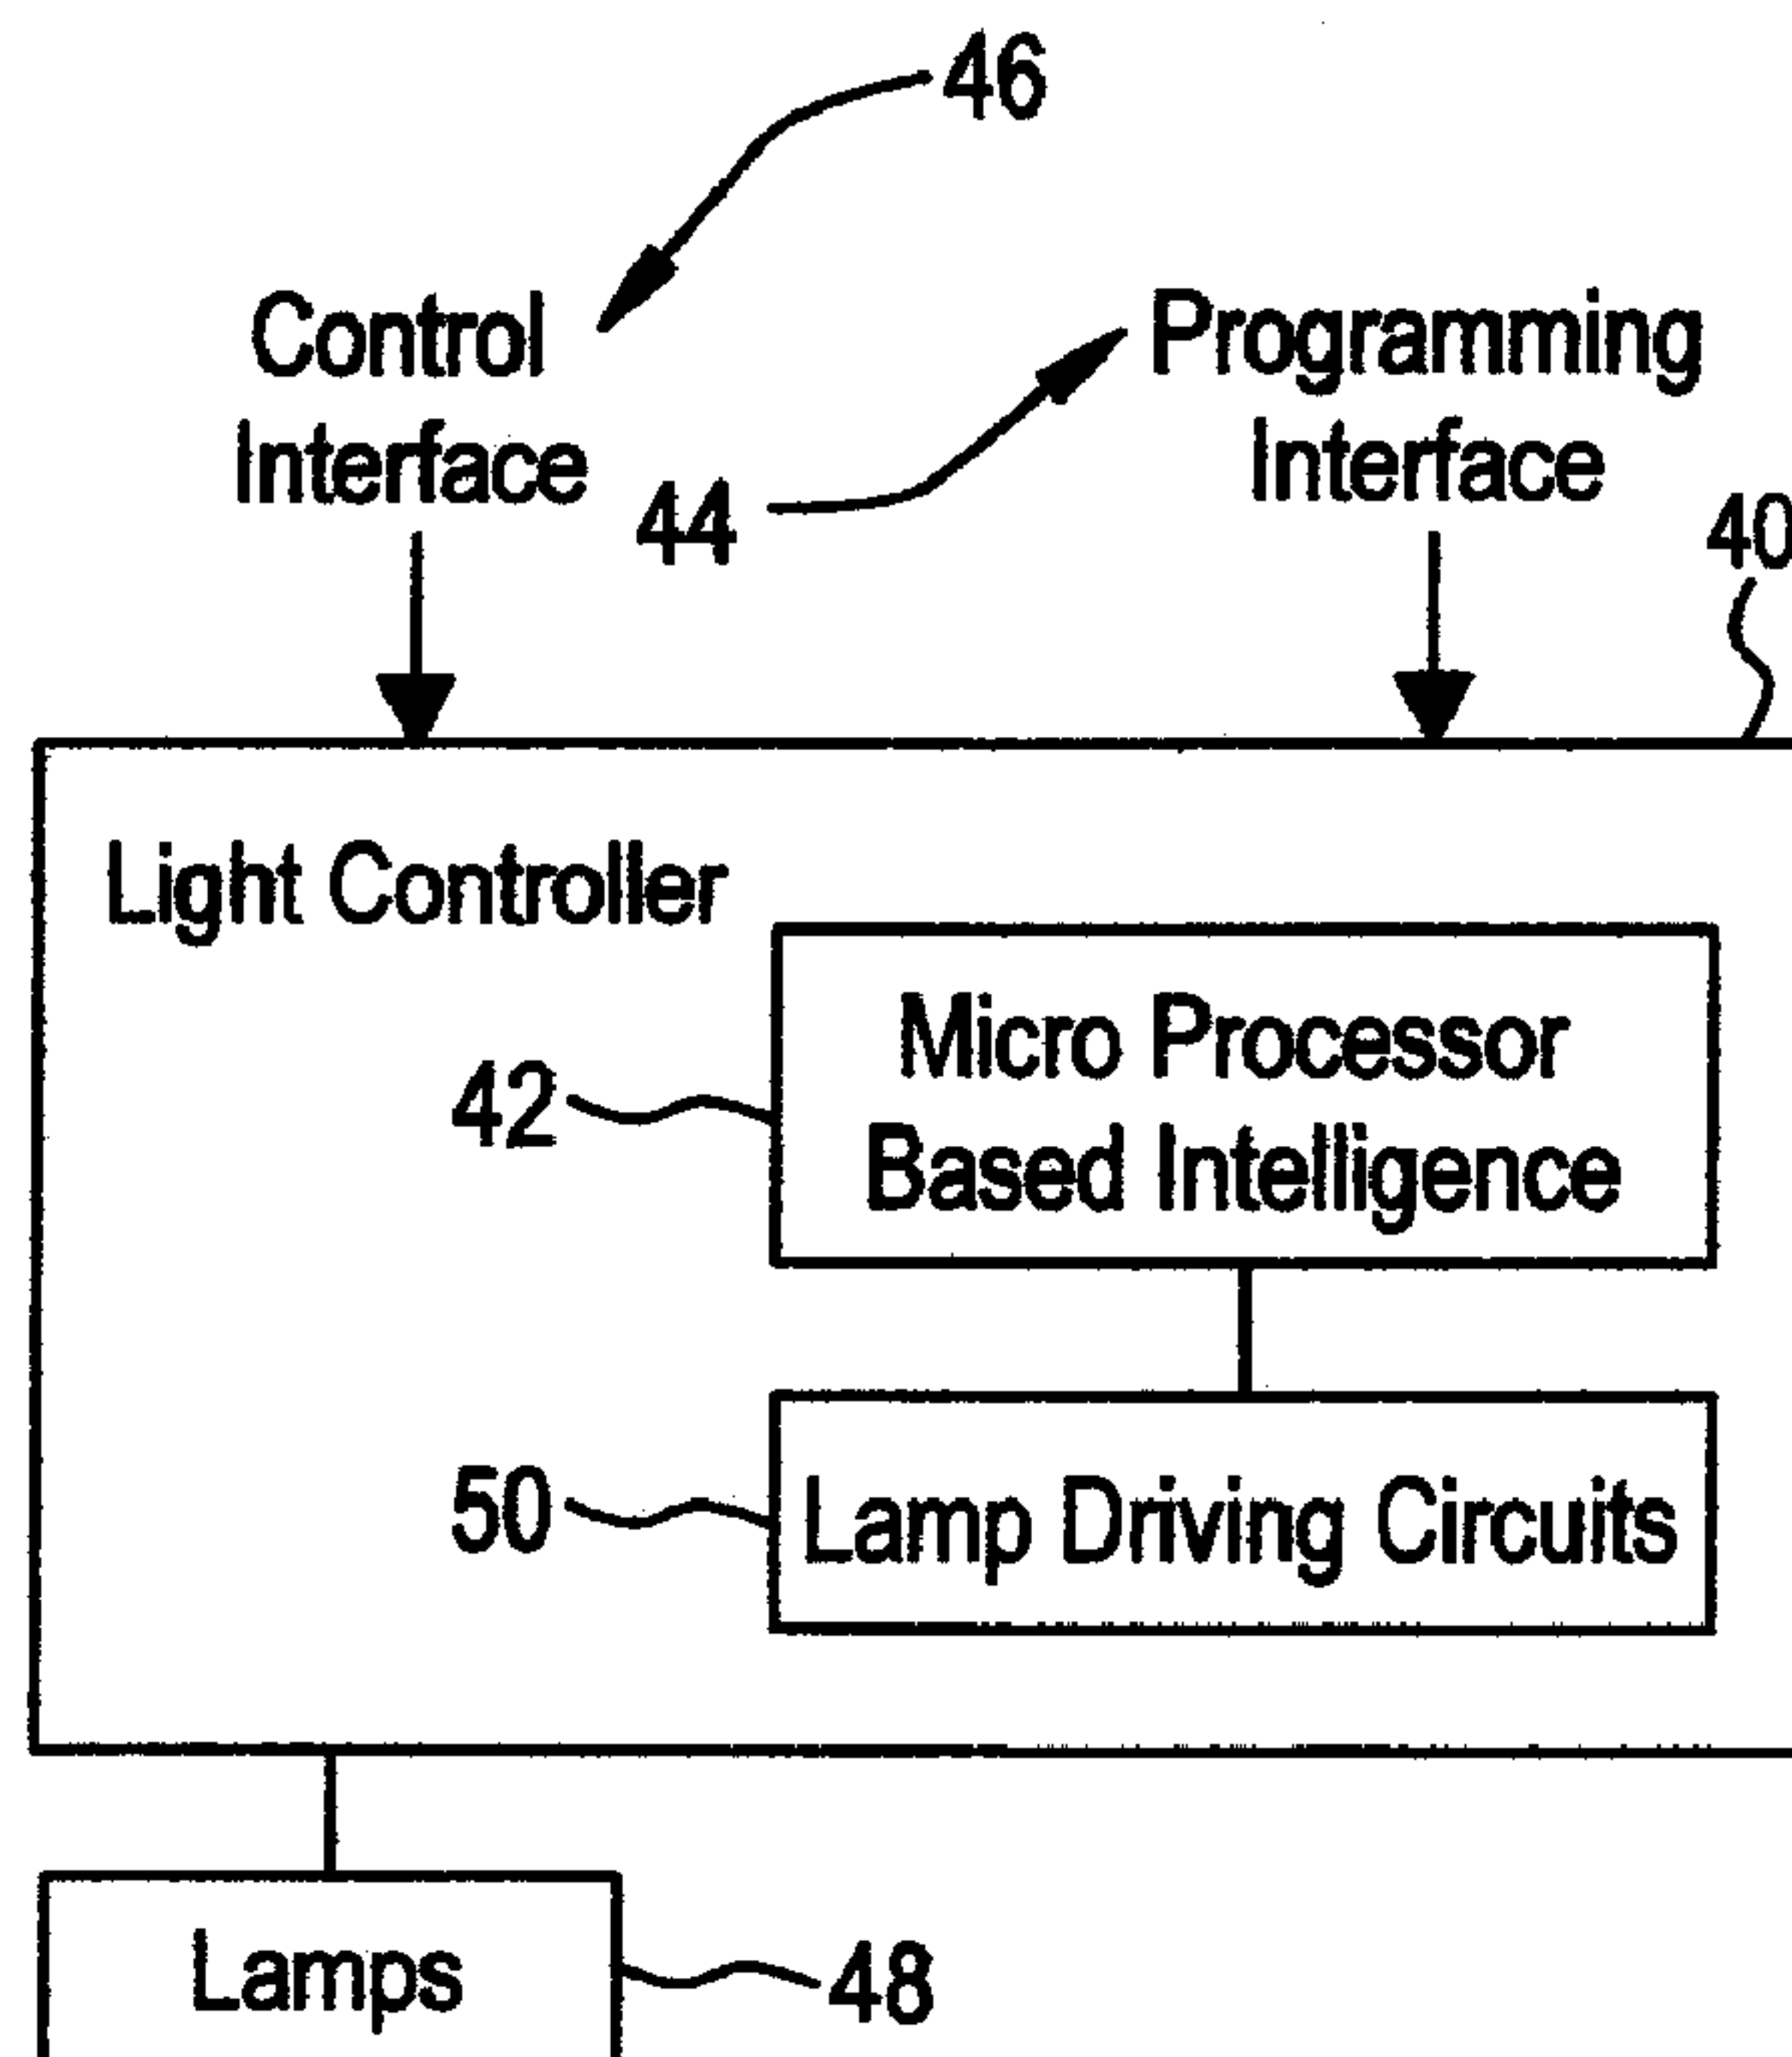 46
Control
Interface
Programming
Interface
44
40
Light Controller
Micro Processor
Based Intelligence
42
Lamp Driving Circuits
50
Lamps
48